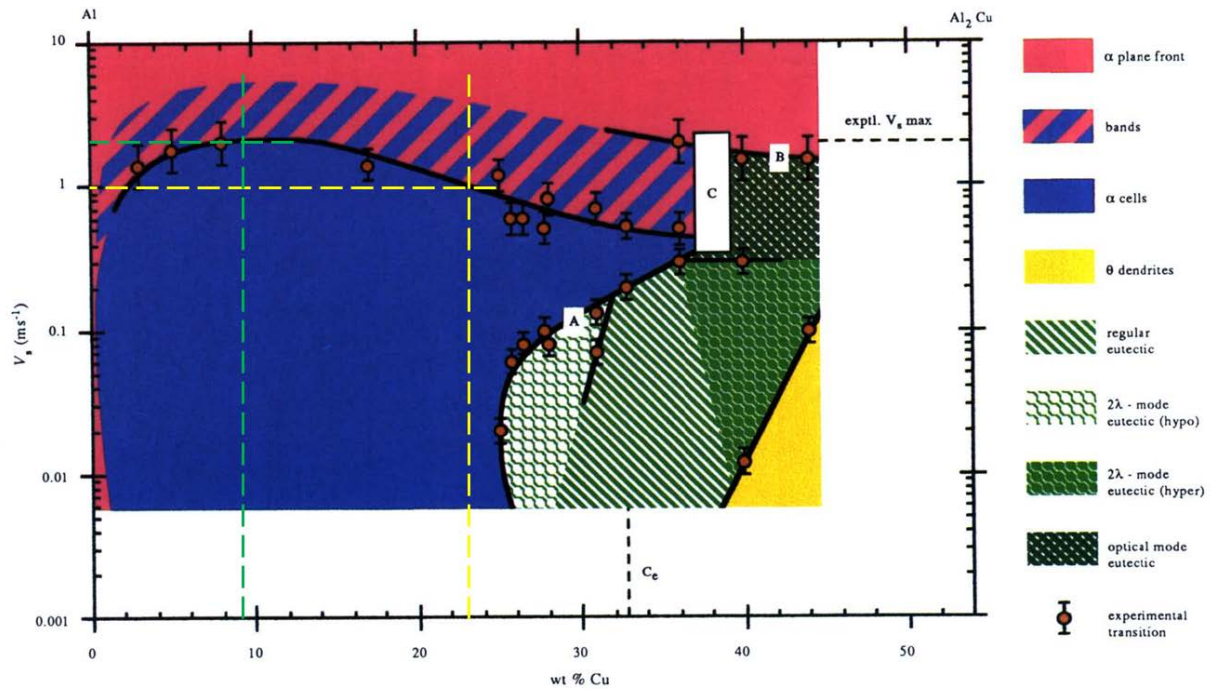 Al
Al₂ Cu
10
1
0.1
0.01
0.001
Vₛ (ms⁻¹)
0
10
20
30
40
50
wt % Cu
A
B
C
Cₑ
exptl. Vₛ max
α plane front
bands
α cells
θ dendrites
regular
eutectic
2λ - mode
eutectic (hypo)
2λ - mode
eutectic (hyper)
optical mode
eutectic
experimental
transition